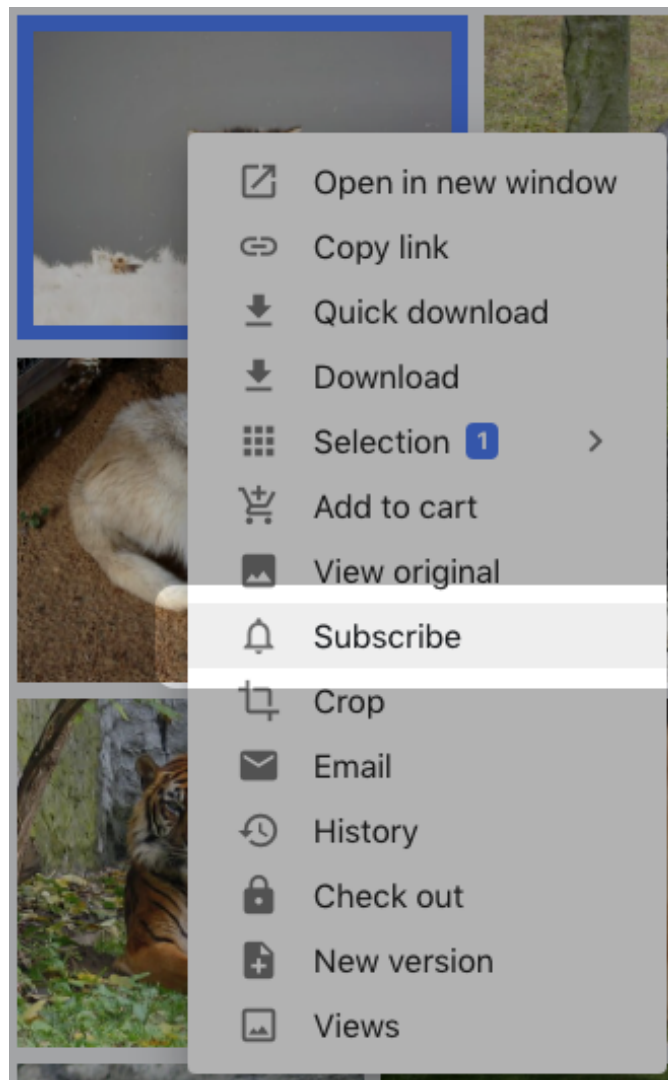 Open in new window
Copy link
Quick download
Download
Selection 1
Add to cart
View original
Subscribe
Crop
Email
History
Check out
New version
Views